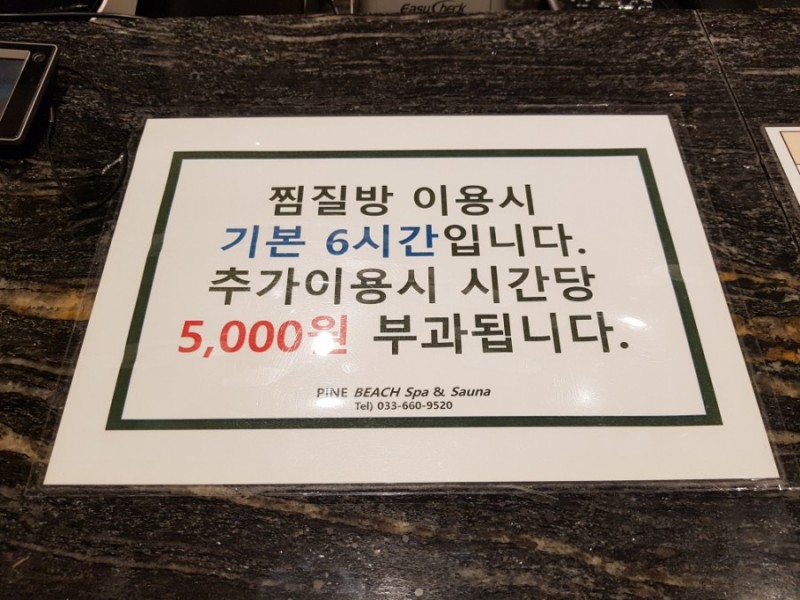 EasyCheck
찜질방 이용시
기본 6시간입니다.
추가이용시 시간당
5,000원 부과됩니다.
PINE BEACH Spa & Sauna
Tel) 033-660-9520